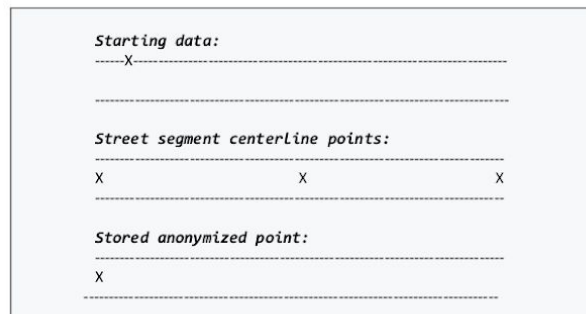 Starting data:
------X----------------------------------------------------------------------
-----------------------------------------------------------------------------
Street segment centerline points:
-----------------------------------------------------------------------------
X X X
-----------------------------------------------------------------------------
Stored anonymized point:
-----------------------------------------------------------------------------
X
-----------------------------------------------------------------------------